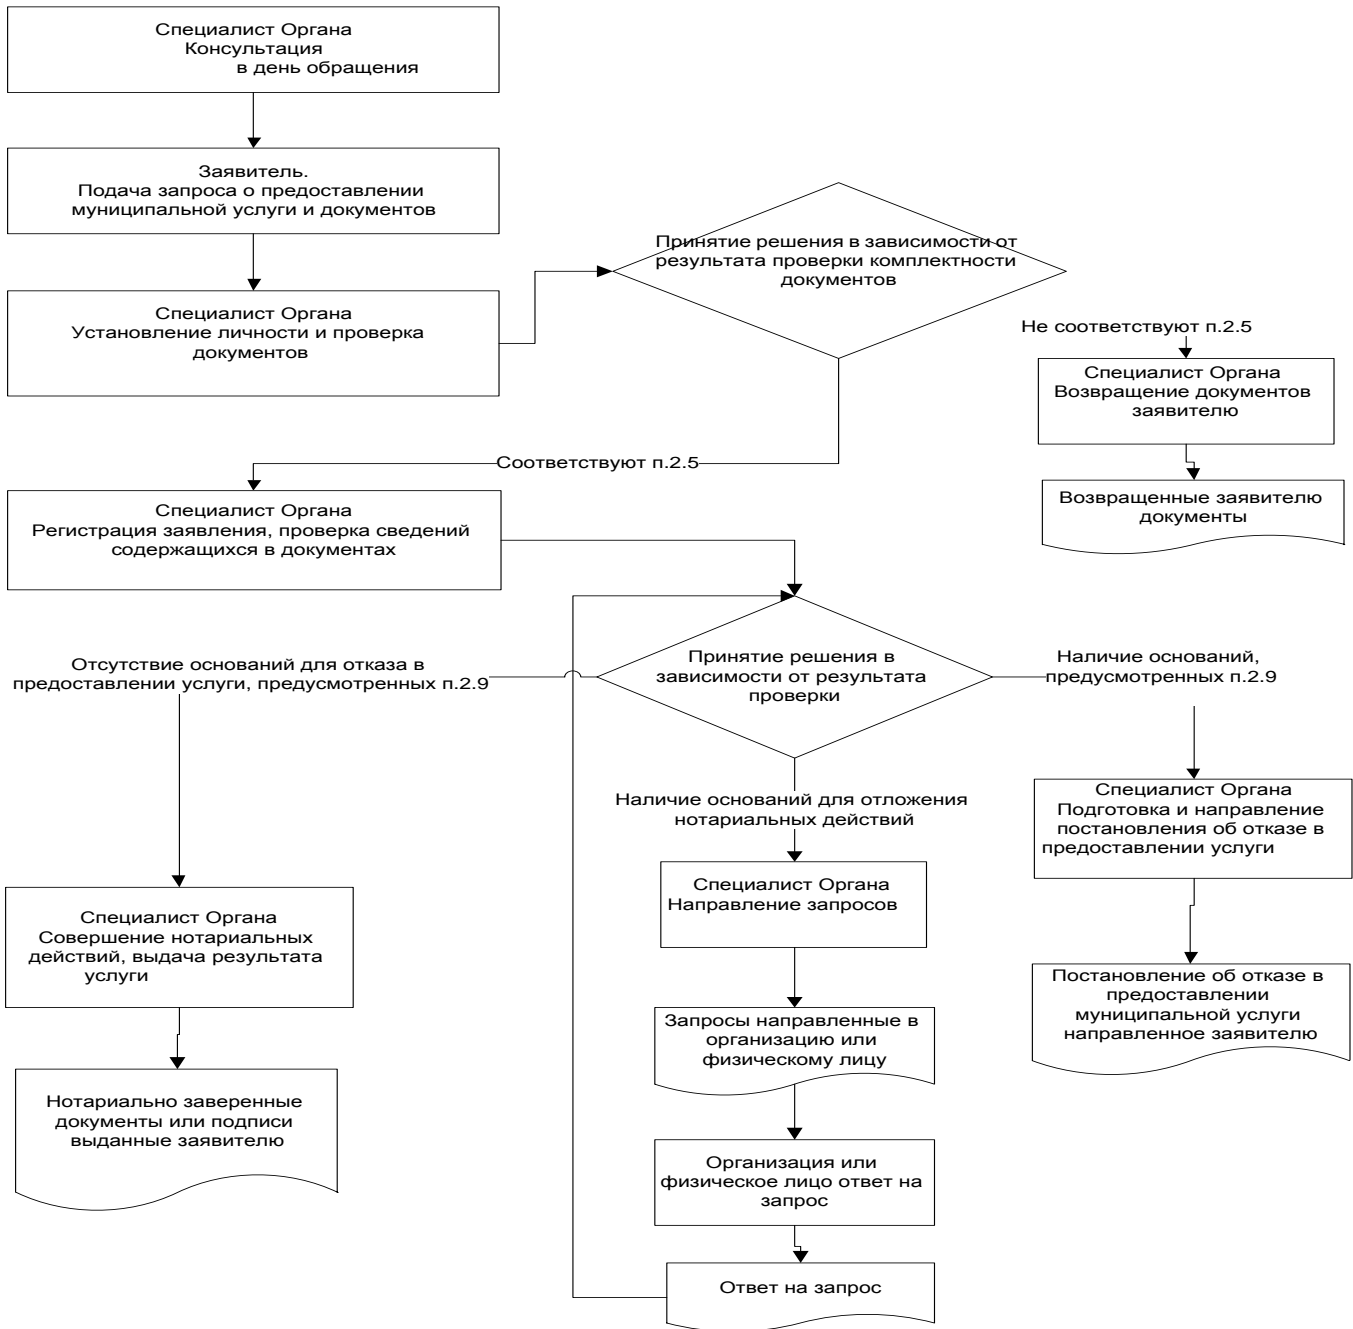 Специалист Органа
Консультация
в день обращения
Заявитель.
Подача запроса о предоставлении
муниципальной услуги и документов
Принятие решения в зависимости от
результата проверки комплектности
документов
Специалист Органа
Установление личности и проверка
документов
Не соответствуют п.2.5
Специалист Органа
Возвращение документов
заявителю
Соответствуют п.2.5
Возвращенные заявителю
документы
Специалист Органа
Регистрация заявления, проверка сведений
содержащихся в документах
Принятие решения в
зависимости от результата
проверки
Отсутствие оснований для отказа в
предоставлении услуги, предусмотренных п.2.9
Наличие оснований,
предусмотренных п.2.9
Наличие оснований для отложения
нотариальных действий
Специалист Органа
Подготовка и направление
постановления об отказе в
предоставлении услуги
Специалист Органа
Направление запросов
Специалист Органа
Совершение нотариальных
действий, выдача результата
услуги
Постановление об отказе в
предоставлении
муниципальной услуги
направленное заявителю
Запросы направленные в
организацию или
физическому лицу
Нотариально заверенные
документы или подписи
выданные заявителю
Организация или
физическое лицо ответ на
запрос
Ответ на запрос